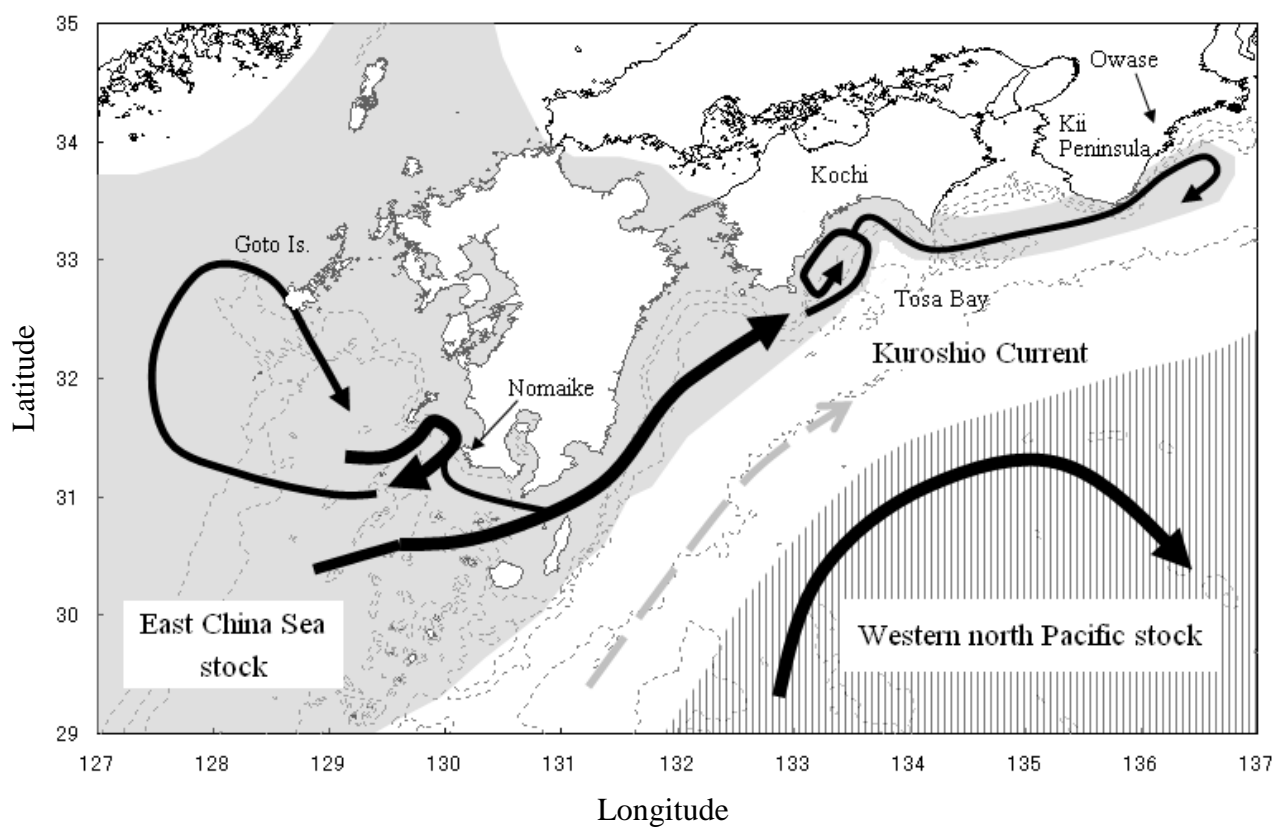 35
34
33
32
31
30
29
Latitude
127
128
129
130
131
132
133
134
135
136
137
Longitude
Owase
Kii
Peninsula
Kochi
Goto Is.
Tosa Bay
Kuroshio Current
Nomaike
East China Sea
stock
Western north Pacific stock